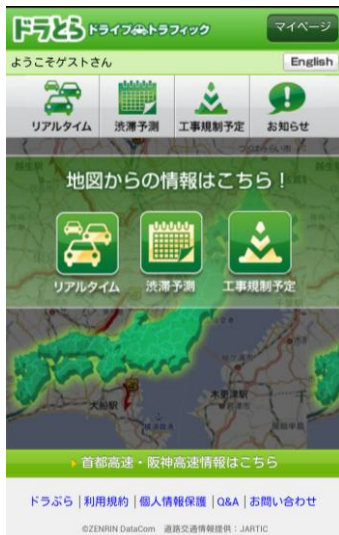 ドラとら ドライブ トラフィック マイページ
ようこそゲストさん English
リアルタイム 渋滞予測 工事規制予定 お知らせ
地図からの情報はこちら！
リアルタイム 渋滞予測 工事規制予定
木更津駅
大船駅
首都高速・阪神高速情報はこちら
ドラぷら | 利用規約 | 個人情報保護 | Q&A | お問い合わせ
©ZENRIN DataCom 道路交通情報提供：JARTIC